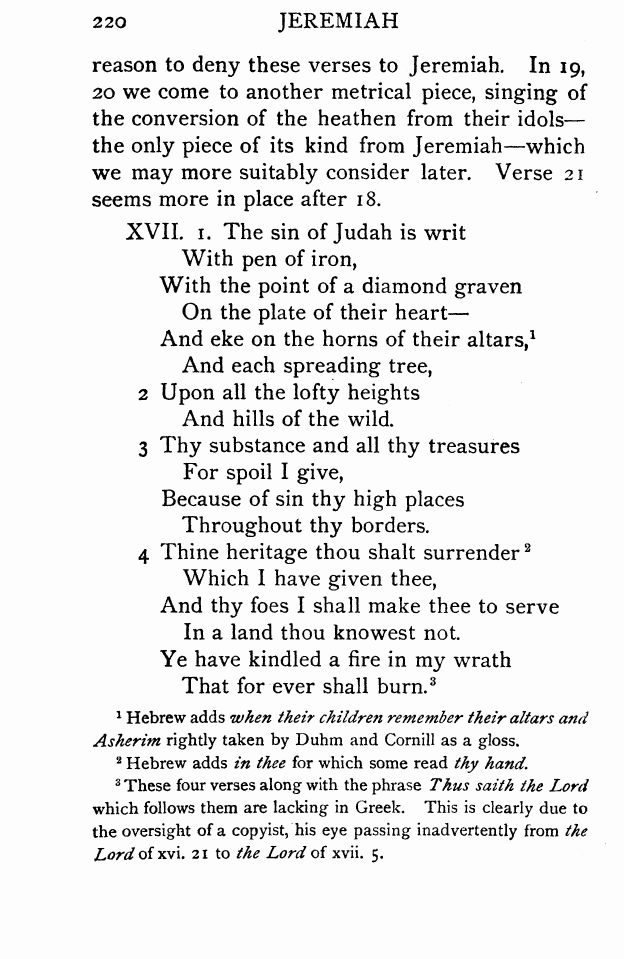 220 JEREMIAH
reason to deny these verses to Jeremiah. In 19,
20 we come to another metrical piece, singing of
the conversion of the heathen from their idols—
the only piece of its kind from Jeremiah—which
we may more suitably consider later. Verse 21
seems more in place after 18.
XVII. 1. The sin of Judah is writ
With pen of iron,
With the point of a diamond graven
On the plate of their heart—
And eke on the horns of their altars,¹
And each spreading tree,
2 Upon all the lofty heights
And hills of the wild.
3 Thy substance and all thy treasures
For spoil I give,
Because of sin thy high places
Throughout thy borders.
4 Thine heritage thou shalt surrender ²
Which I have given thee,
And thy foes I shall make thee to serve
In a land thou knowest not.
Ye have kindled a fire in my wrath
That for ever shall burn.³
¹ Hebrew adds when their children remember their altars and
Asherim rightly taken by Duhm and Cornill as a gloss.
² Hebrew adds in thee for which some read thy hand.
³ These four verses along with the phrase Thus saith the Lord
which follows them are lacking in Greek. This is clearly due to
the oversight of a copyist, his eye passing inadvertently from the
Lord of xvi. 21 to the Lord of xvii. 5.